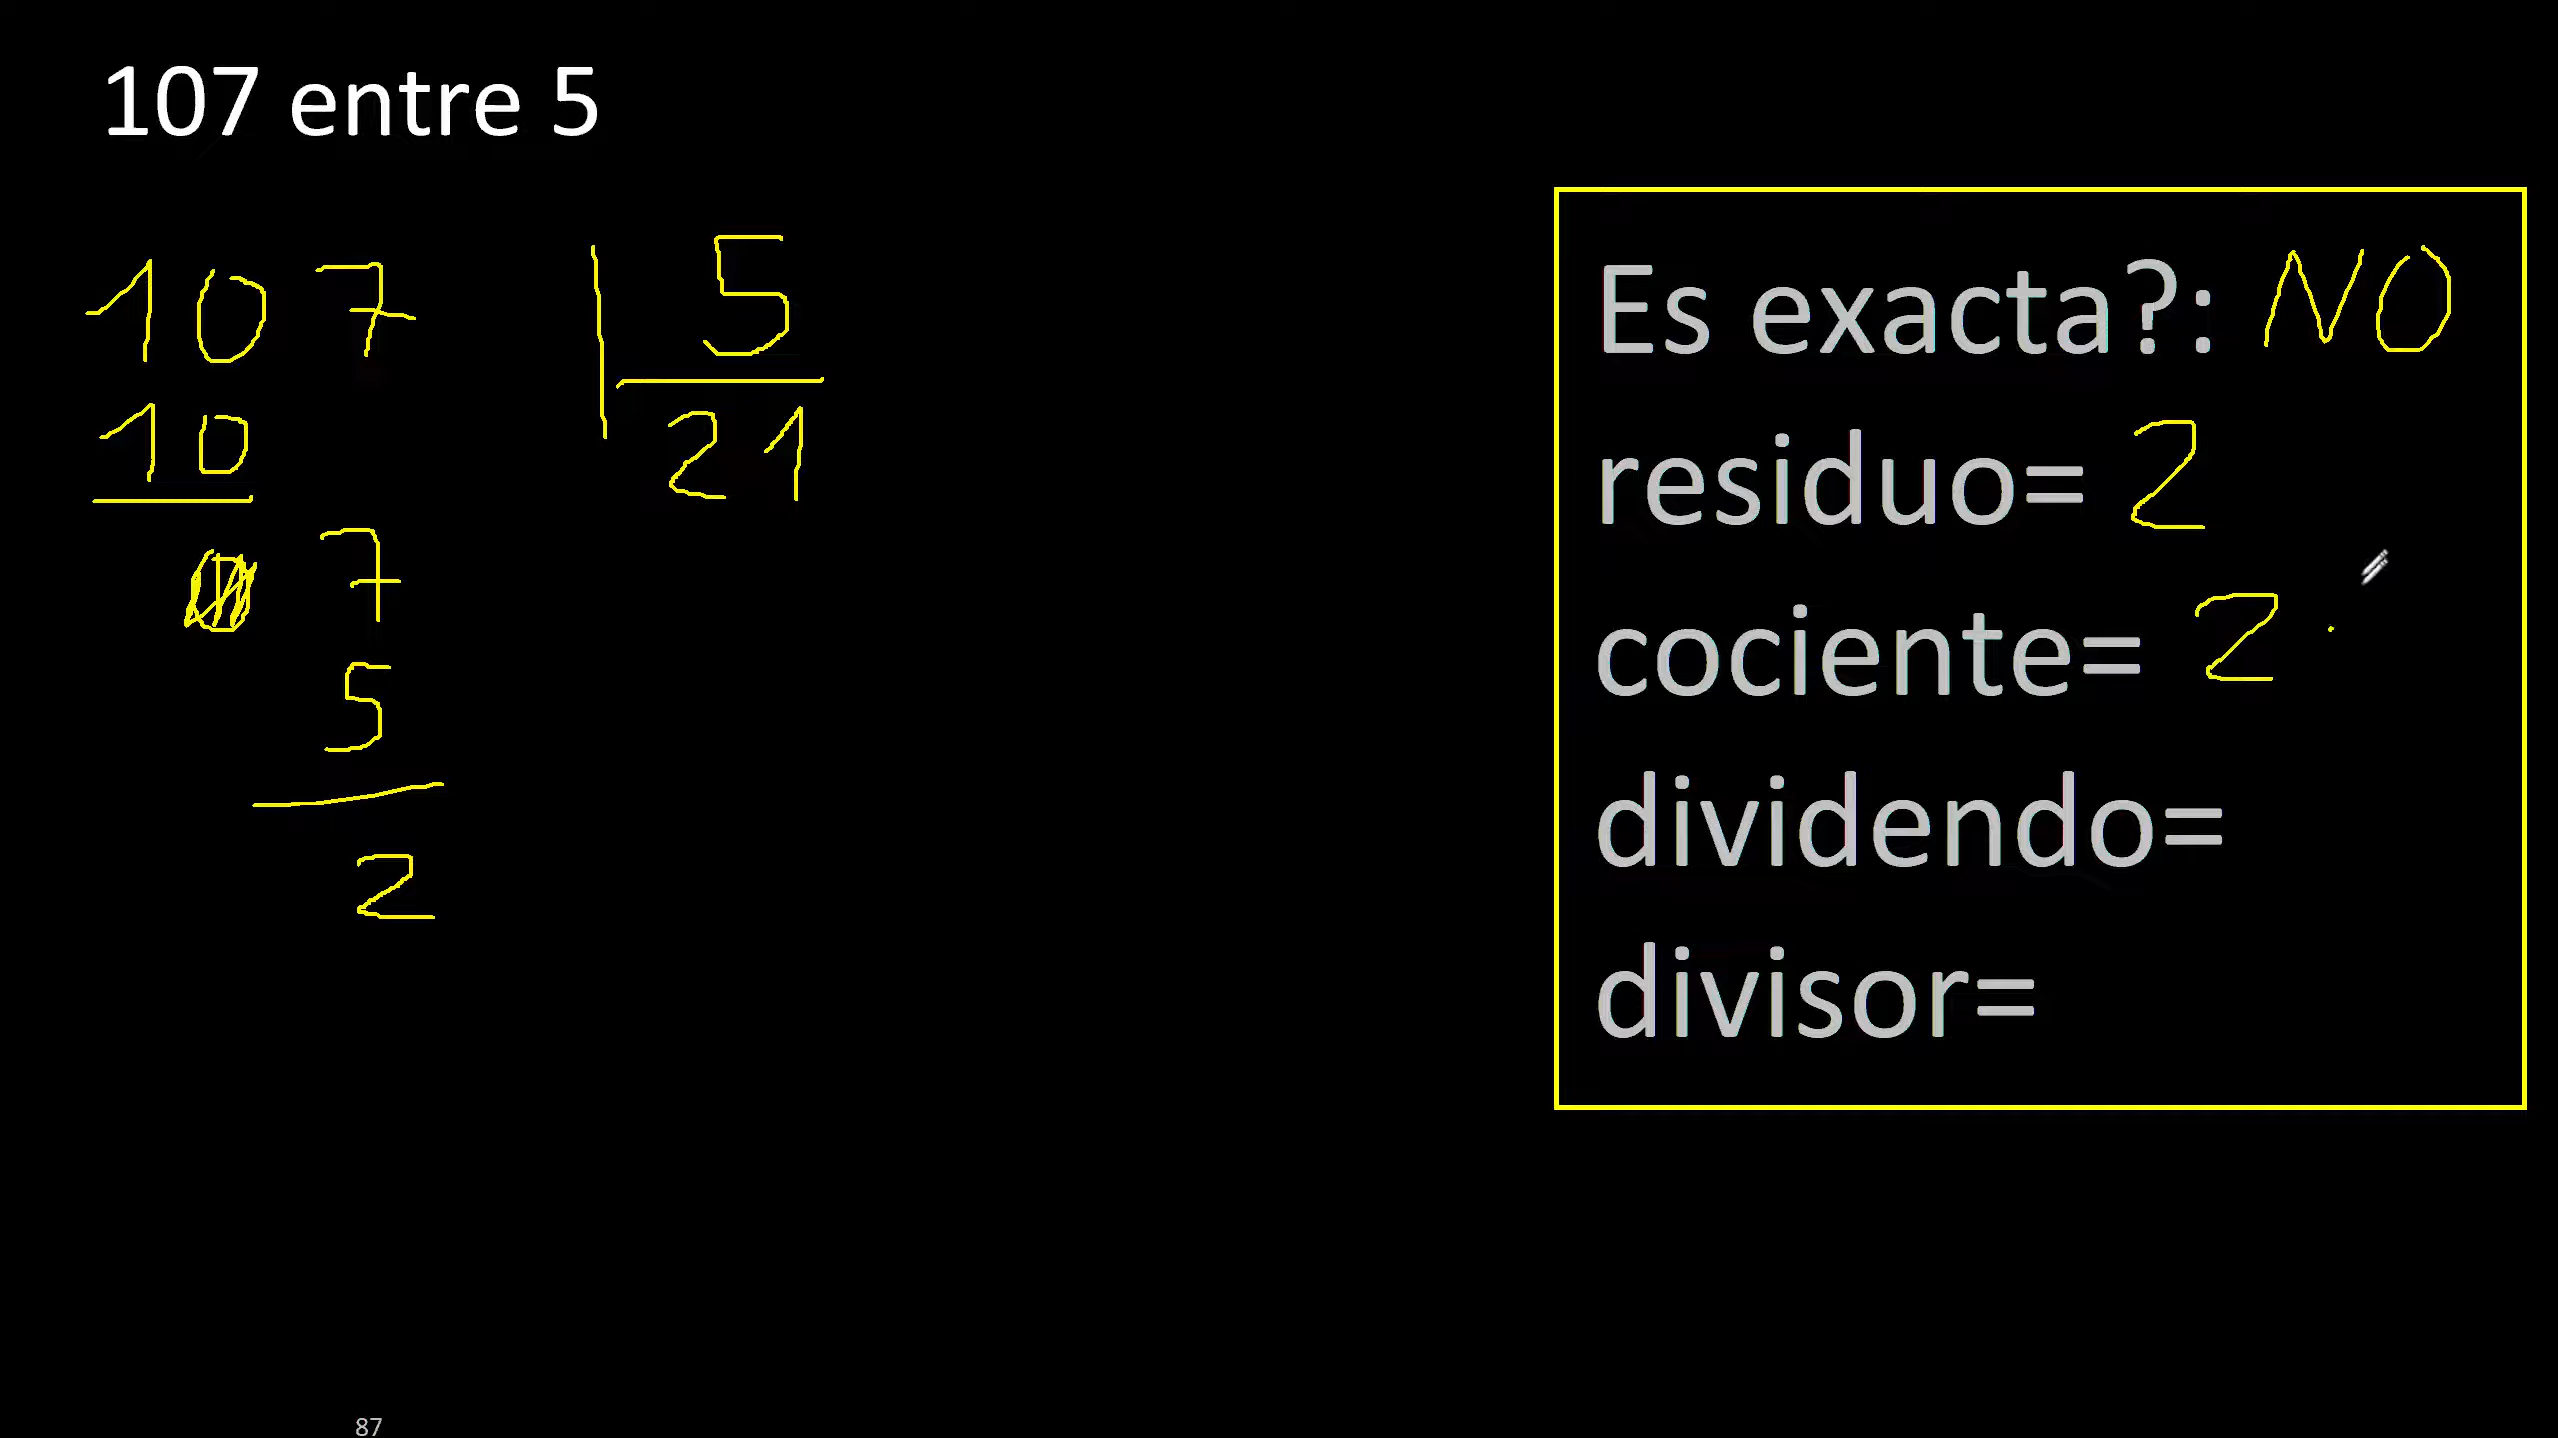 107 entre 5
107 5
10 21
7
5
2
Es exacta?: NO
residuo= 2
cociente= 2
dividendo=
divisor=
87